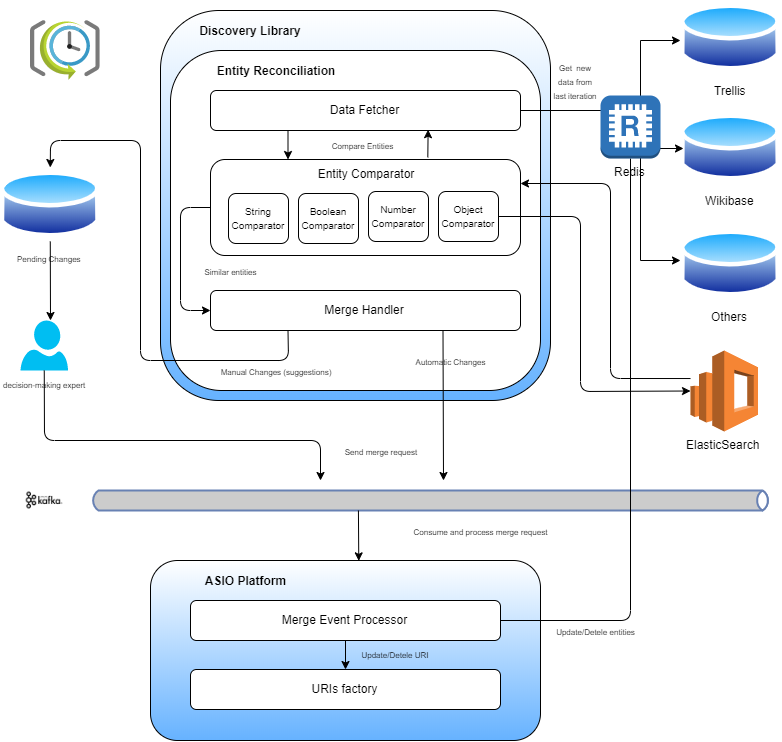 Discovery Library
Entity Reconciliation
Data Fetcher
Get new
data from
last iteration
Trellis
R
Redis
Compare Entities
Entity Comparator
String
Comparator
Boolean
Comparator
Number
Comparator
Object
Comparator
Wikibase
Pending Changes
Similar entities
Merge Handler
Others
Automatic Changes
Manual Changes (suggestions)
decision-making expert
ElasticSearch
Send merge request
kafka.
Consume and process merge request
ASIO Platform
Merge Event Processor
Update/Detele entities
Update/Detele URI
URIs factory